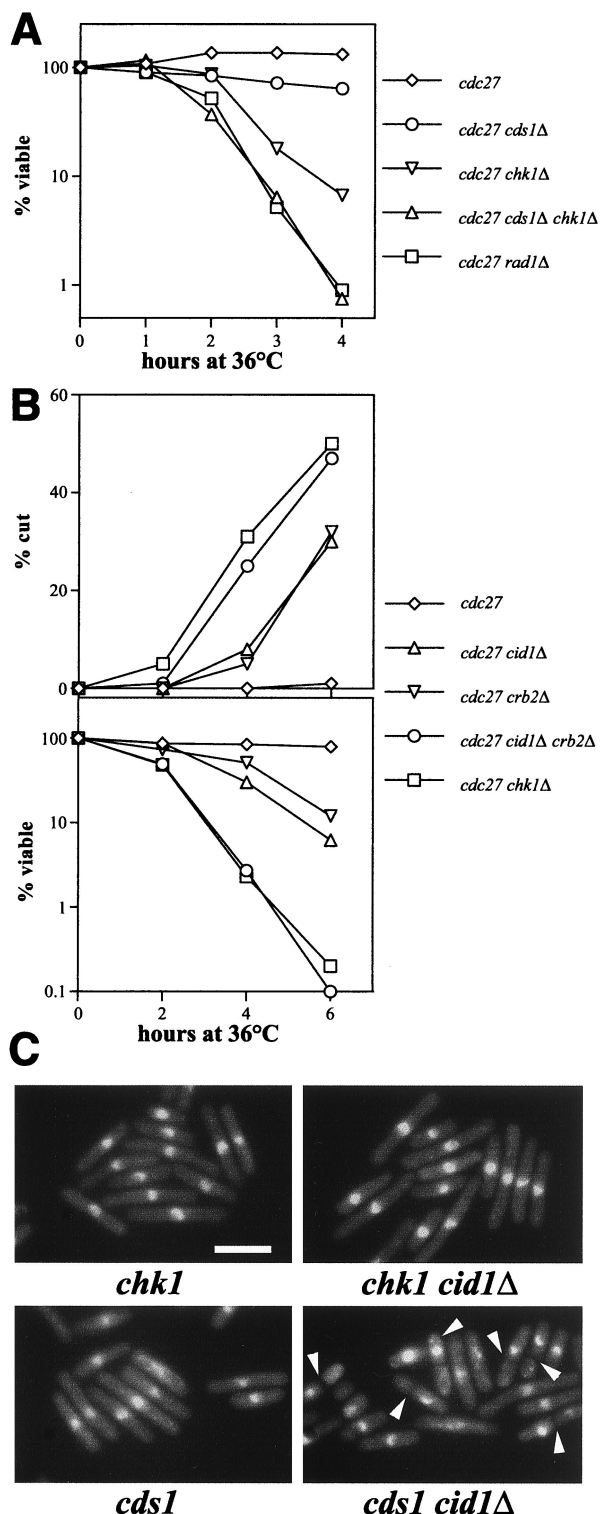 A
100
10
1
% viable
0 1 2 3 4
hours at 36°C
cdc27
cdc27 cds1Δ
cdc27 chk1Δ
cdc27 cds1Δ chk1Δ
cdc27 rad1Δ
B
60
40
20
0
% cut
100
10
1
0.1
% viable
0 2 4 6
hours at 36°C
cdc27
cdc27 cid1Δ
cdc27 crb2Δ
cdc27 cid1Δ crb2Δ
cdc27 chk1Δ
C
chk1
chk1 cid1Δ
cds1
cds1 cid1Δ